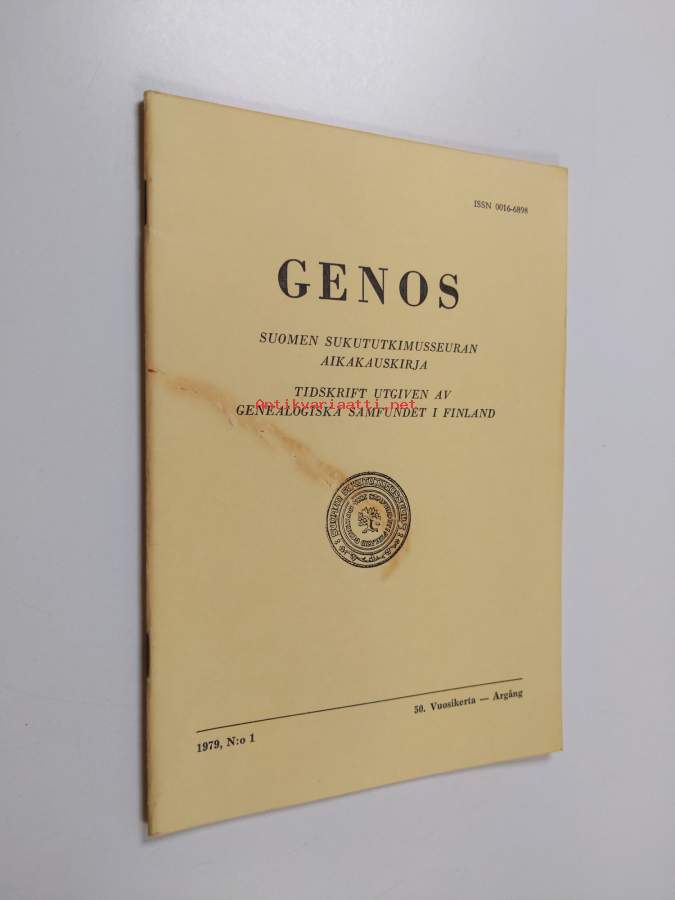 ISSN 0016-6898
GENOS
SUOMEN SUKUTUTKIMUSSEURAN
AIKAKAUSKIRJA
TIDSKRIFT UTGIVEN AV
Antikvariaatti.net
GENEALOGISKA SAMFUNDET I FINLAND
50. Vuosikerta — Argång
1979, N:o 1